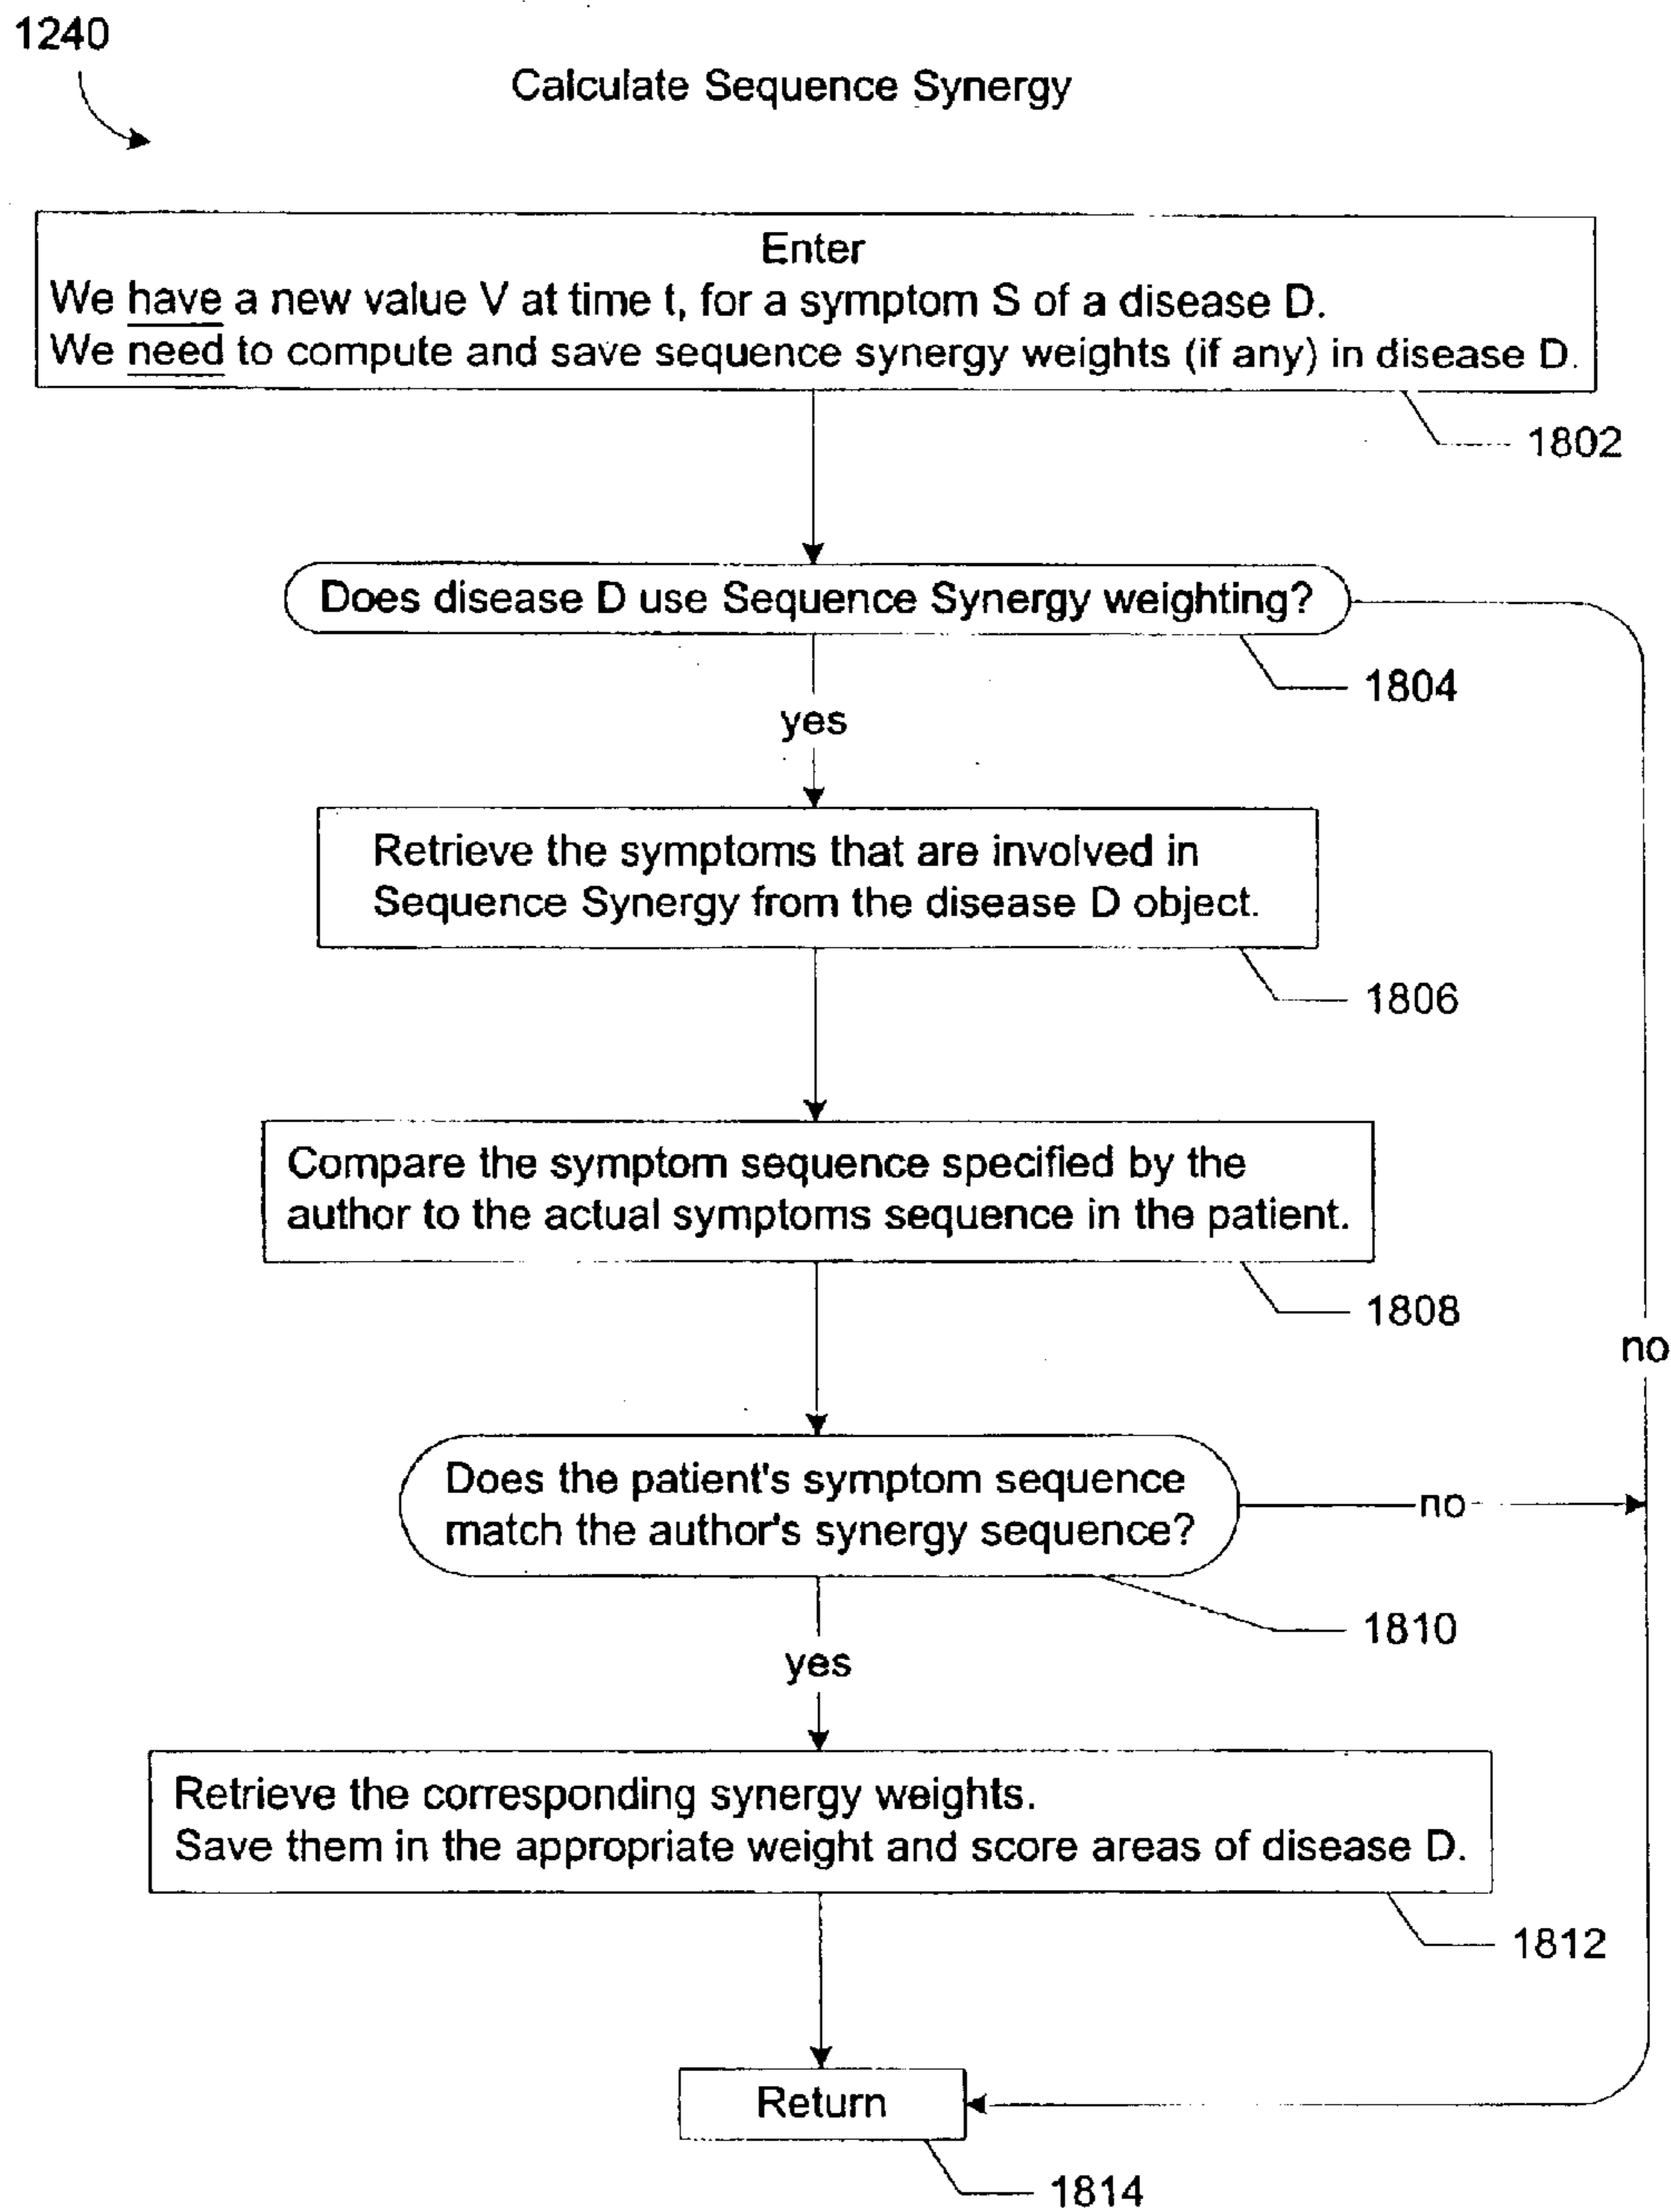 1240
Calculate Sequence Synergy
Enter
We have a new value V at time t, for a symptom S of a disease D.
We need to compute and save sequence synergy weights (if any) in disease D.
1802
Does disease D use Sequence Synergy weighting?
1804
yes
Retrieve the symptoms that are involved in
Sequence Synergy from the disease D object.
1806
Compare the symptom sequence specified by the
author to the actual symptoms sequence in the patient.
1808
no
Does the patient's symptom sequence
match the author's synergy sequence?
no
1810
yes
Retrieve the corresponding synergy weights.
Save them in the appropriate weight and score areas of disease D.
1812
Return
1814